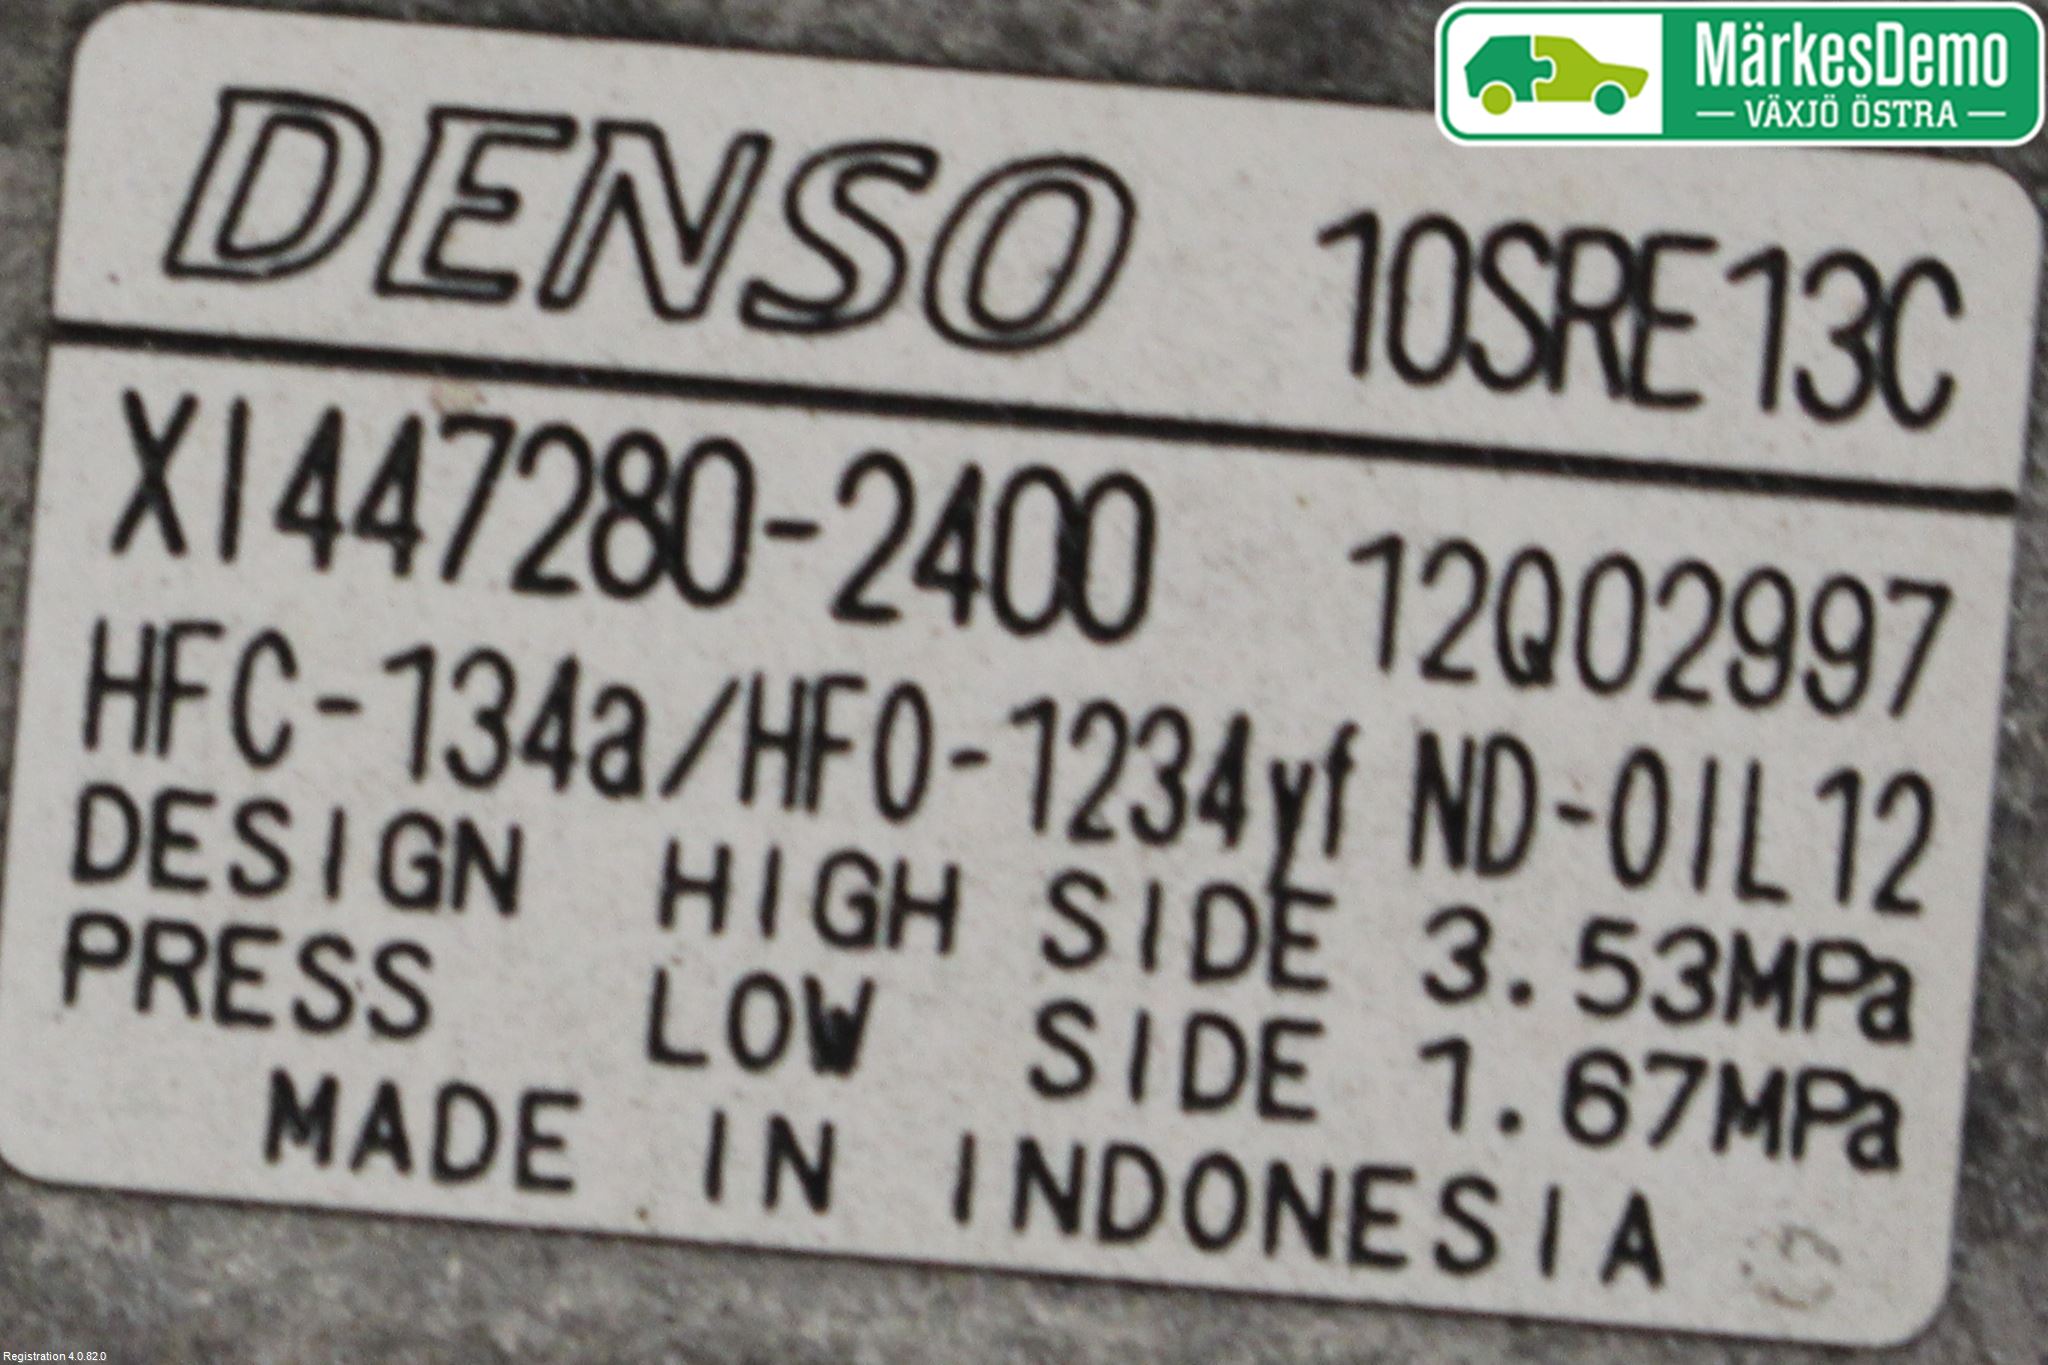 MärkesDemo
VÄXJÖ ÖSTRA
DENSO 10SRE13C
XI447280-2400 12Q02997
HFC-134a/HFO-1234yf ND-OIL12
DESIGN HIGH SIDE 3.53MPa
PRESS LOW SIDE 1.67MPa
MADE IN INDONESIA
Registration 4.0.82.0